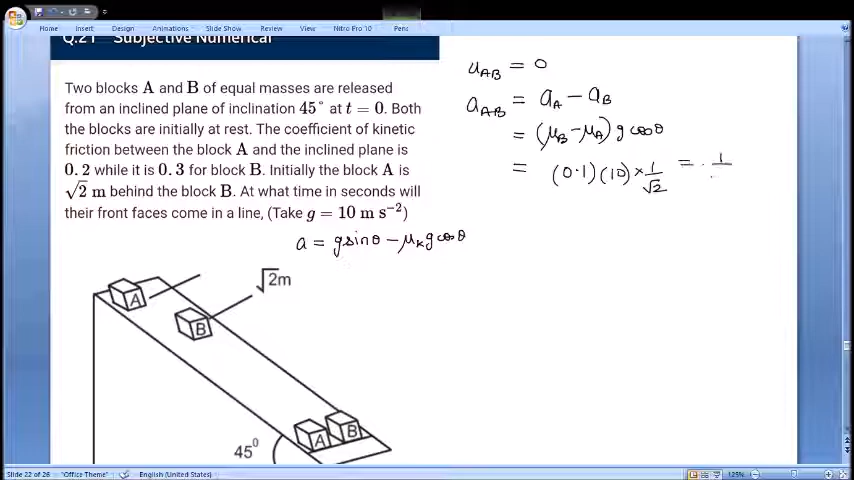 Home Insert Design Transitions Animations Slide Show Review View Nitro Pro 10 Pens
Q.21 Subjective Numerical
Two blocks A and B of equal masses are released
from an inclined plane of inclination 45° at t = 0. Both
the blocks are initially at rest. The coefficient of kinetic
friction between the block A and the inclined plane is
0.2 while it is 0.3 for block B. Initially the block A is
√2 m behind the block B. At what time in seconds will
their front faces come in a line, (Take g = 10 m s⁻²)
a = gsinθ − μₖgcosθ
√2m
A
B
A B
45⁰
u_AB = 0
a_AB = a_A − a_B
= (μ_B − μ_A) g cosθ
= (0.1) (10) × 1/√2 = 1
Slide 22 of 26 "Office Theme" English (United States) 125%